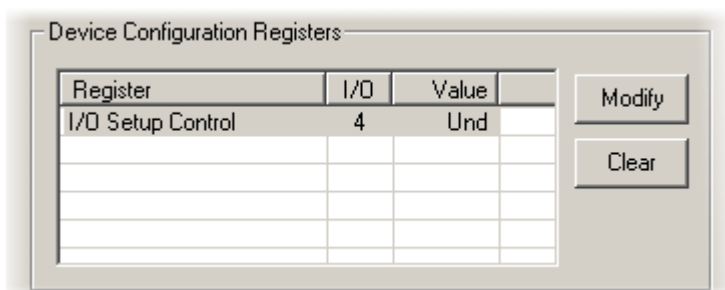 Device Configuration Registers
Register I/O Value
I/O Setup Control 4 Und
Modify
Clear